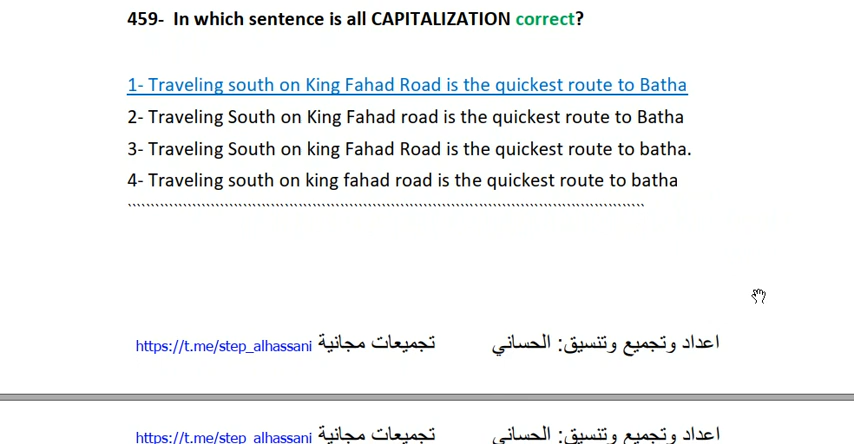 459- In which sentence is all CAPITALIZATION correct?
1- Traveling south on King Fahad Road is the quickest route to Batha
2- Traveling South on King Fahad road is the quickest route to Batha
3- Traveling South on king Fahad Road is the quickest route to batha.
4- Traveling south on king fahad road is the quickest route to batha
اعداد وتجميع وتنسيق: الحساني تجميعات مجانية https://t.me/step_alhassani
اعداد وتجميع وتنسيق: الحساني تجميعات مجانية https://t.me/step_alhassani